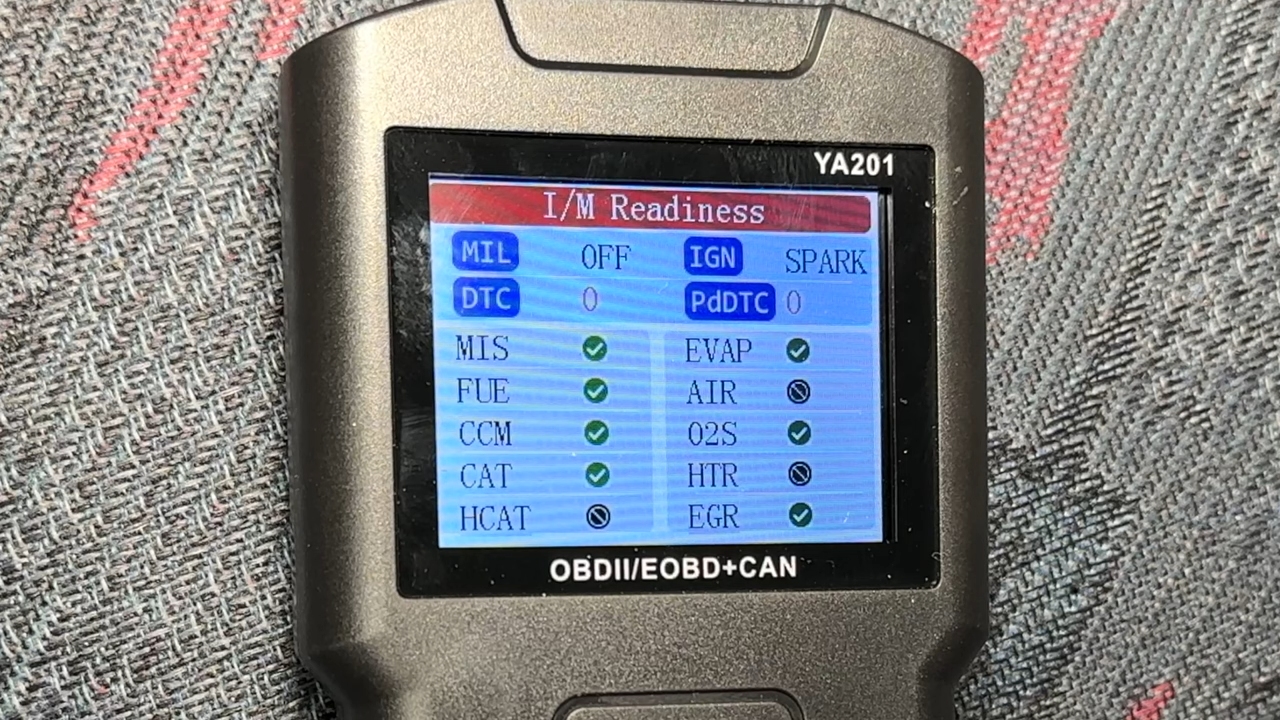 YA201
I/M Readiness
MIL OFF IGN SPARK
DTC 0 PdDTC 0
MIS EVAP
FUE AIR
CCM O2S
CAT HTR
HCAT EGR
OBDII/EOBD+CAN